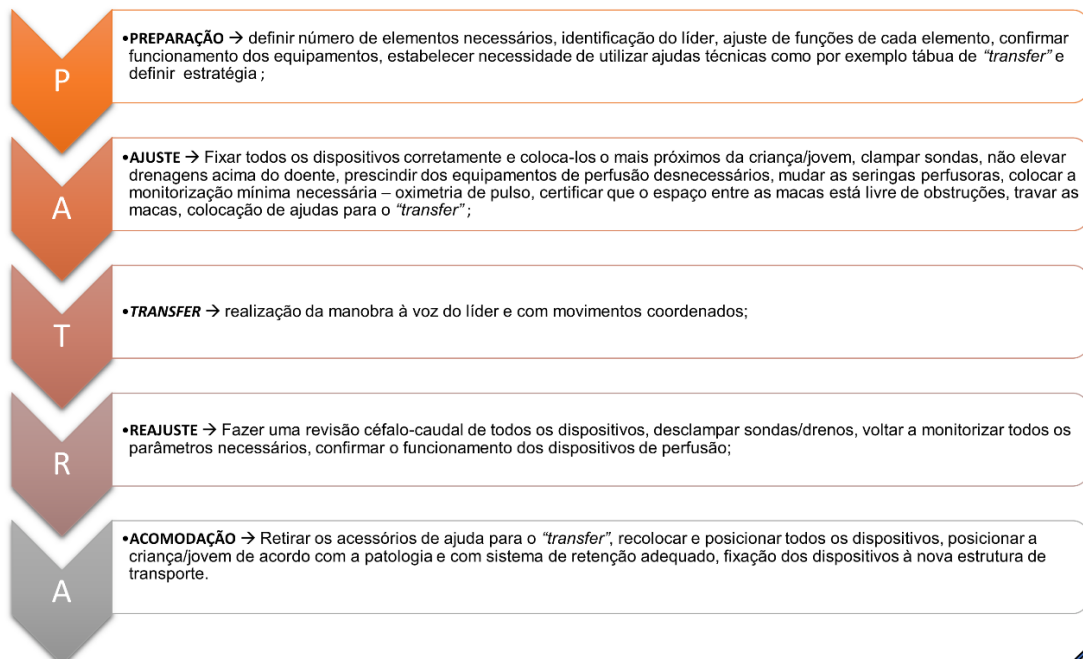 P
•PREPARAÇÃO → definir número de elementos necessários, identificação do líder, ajuste de funções de cada elemento, confirmar
funcionamento dos equipamentos, estabelecer necessidade de utilizar ajudas técnicas como por exemplo tábua de “transfer” e
definir estratégia ;
A
•AJUSTE → Fixar todos os dispositivos corretamente e coloca-los o mais próximos da criança/jovem, clampar sondas, não elevar
drenagens acima do doente, prescindir dos equipamentos de perfusão desnecessários, mudar as seringas perfusoras, colocar a
monitorização mínima necessária – oximetria de pulso, certificar que o espaço entre as macas está livre de obstruções, travar as
macas, colocação de ajudas para o “transfer” ;
T
•TRANSFER → realização da manobra à voz do líder e com movimentos coordenados;
R
•REAJUSTE → Fazer uma revisão céfalo-caudal de todos os dispositivos, desclampar sondas/drenos, voltar a monitorizar todos os
parâmetros necessários, confirmar o funcionamento dos dispositivos de perfusão;
A
•ACOMODAÇÃO → Retirar os acessórios de ajuda para o “transfer”, recolocar e posicionar todos os dispositivos, posicionar a
criança/jovem de acordo com a patologia e com sistema de retenção adequado, fixação dos dispositivos à nova estrutura de
transporte.